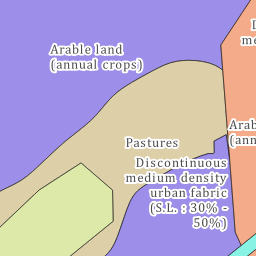 Arable land
(annual crops)
Pastures
Discontinuous
medium density
urban fabric
(S.L. : 30% -
50%)